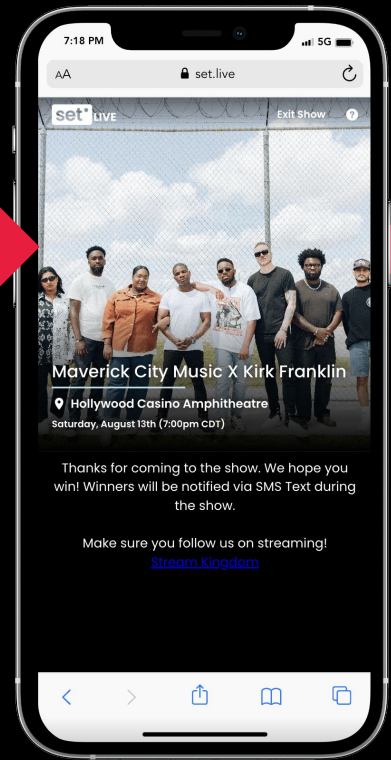 7:18 PM 5G
AA set.live
set. LIVE Exit Show ?
Maverick City Music X Kirk Franklin
Hollywood Casino Amphitheatre
Saturday, August 13th (7:00pm CDT)
Thanks for coming to the show. We hope you
win! Winners will be notified via SMS Text during
the show.
Make sure you follow us on streaming!
Stream Kingdom